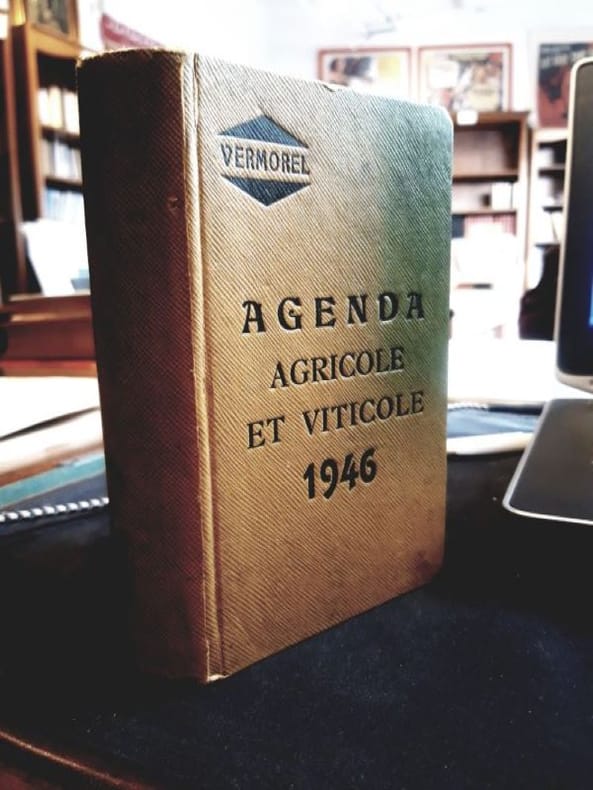 VERMOREL
AGENDA
AGRICOLE
ET VITICOLE
1946